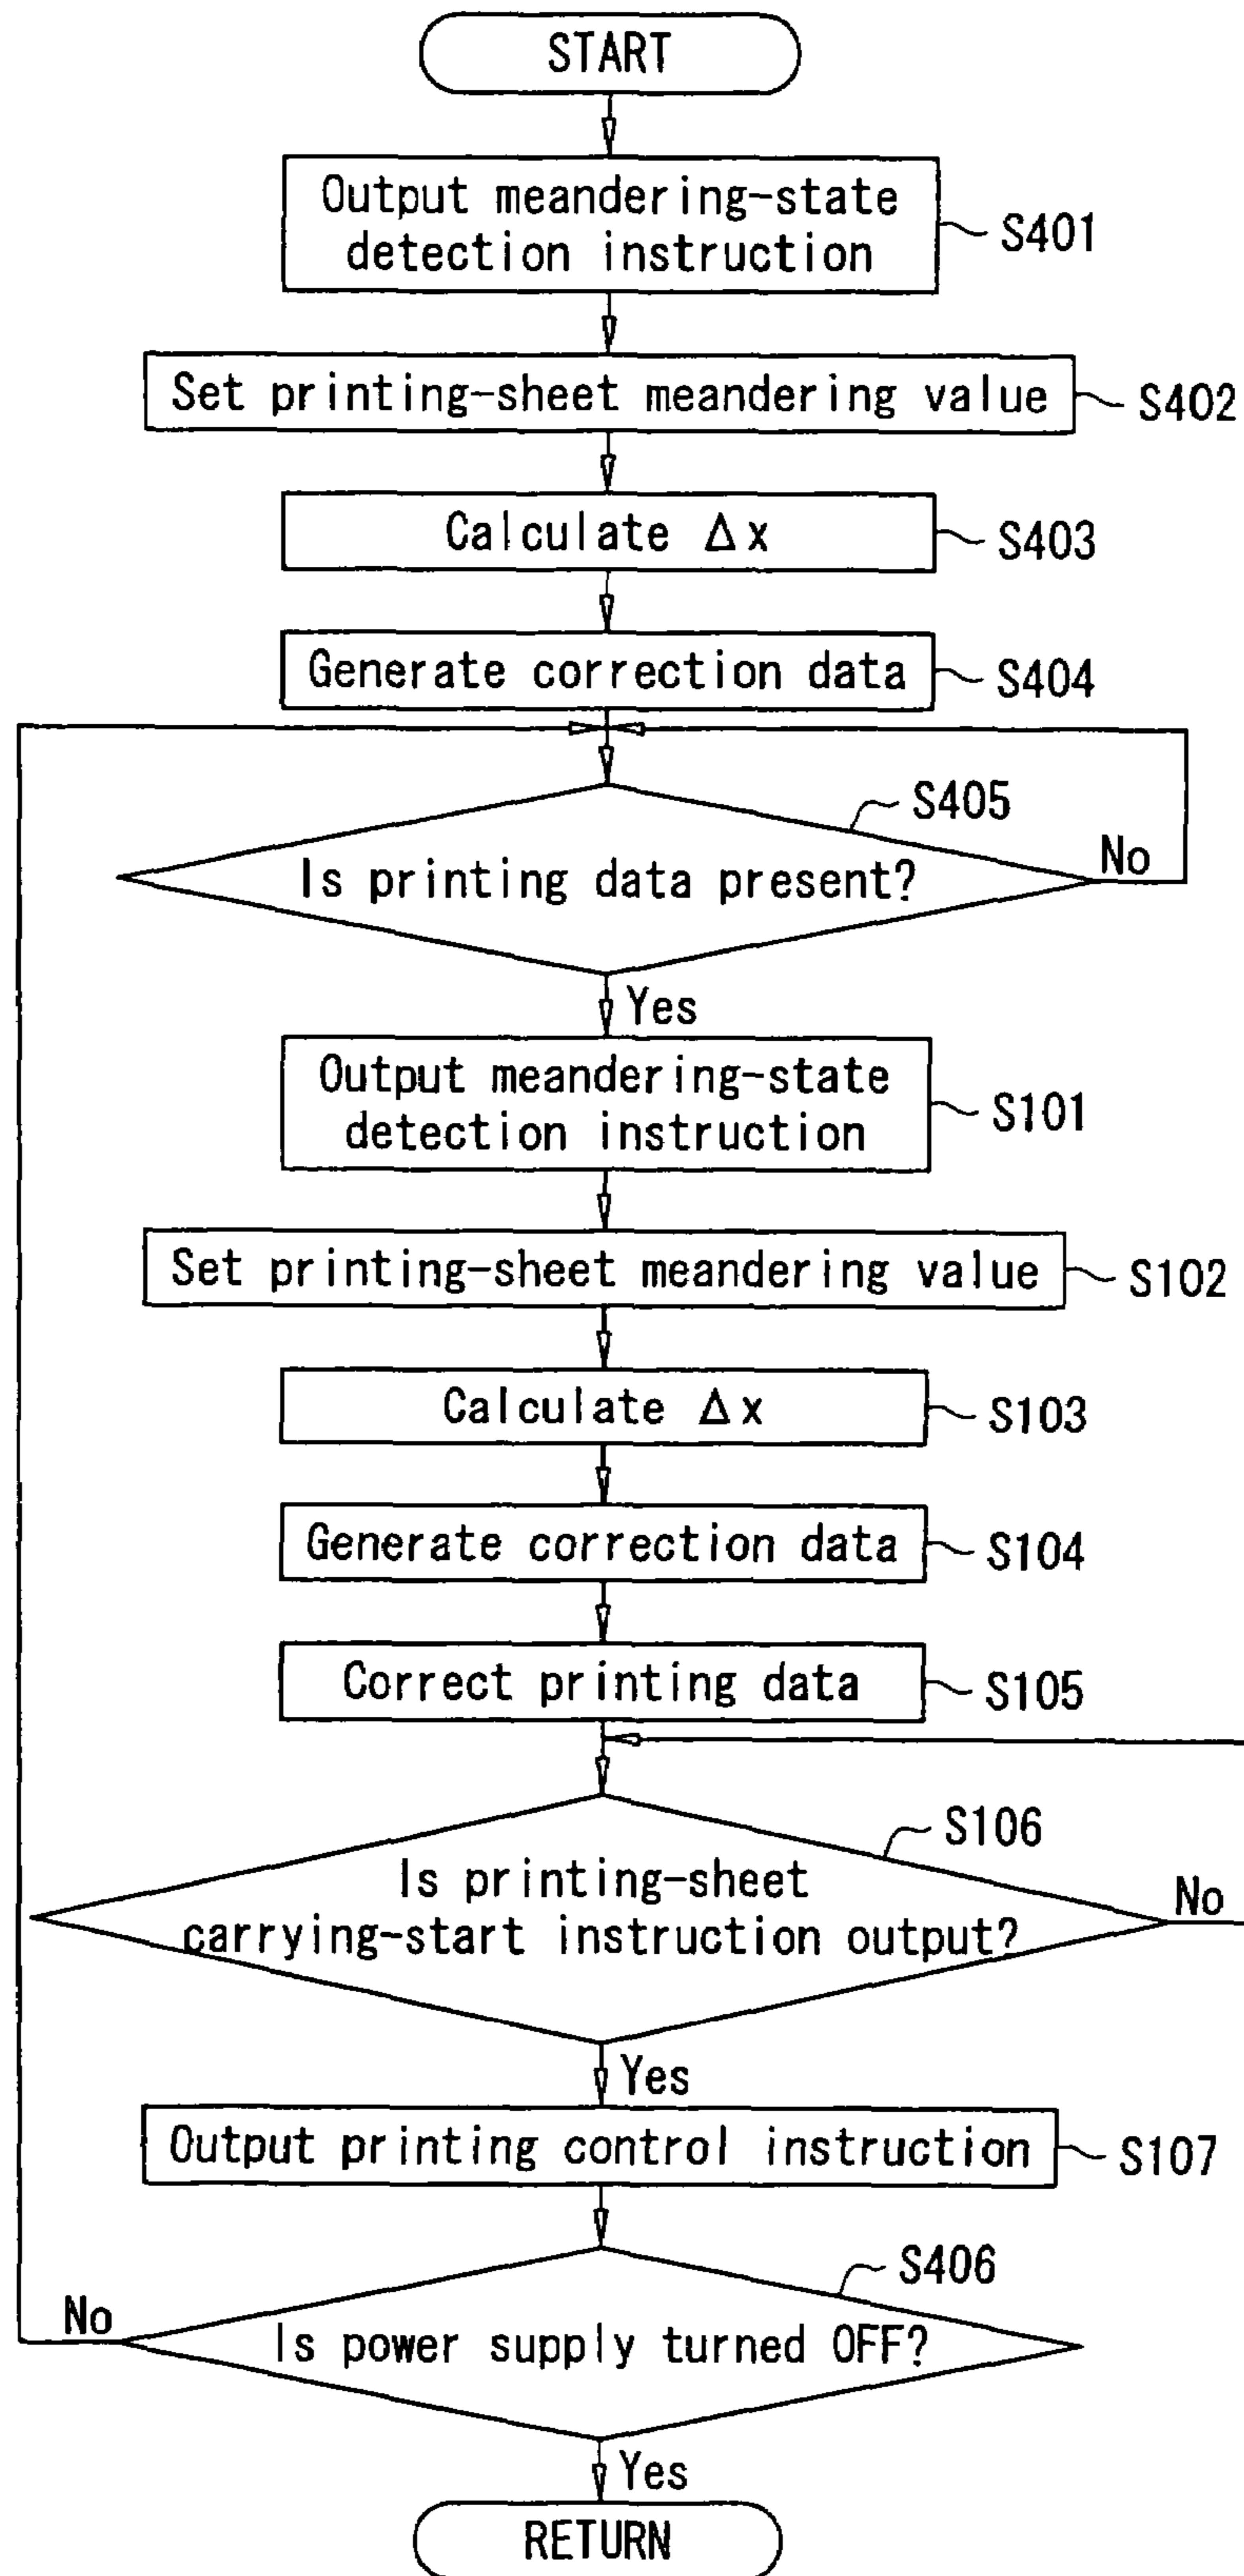 START
Output meandering-state
detection instruction
S401
Set printing-sheet meandering value
S402
Calculate Δx
S403
Generate correction data
S404
S405
Is printing data present?
No
Yes
Output meandering-state
detection instruction
S101
Set printing-sheet meandering value
S102
Calculate Δx
S103
Generate correction data
S104
Correct printing data
S105
S106
Is printing-sheet
carrying-start instruction output?
No
Yes
Output printing control instruction
S107
S406
Is power supply turned OFF?
No
Yes
RETURN